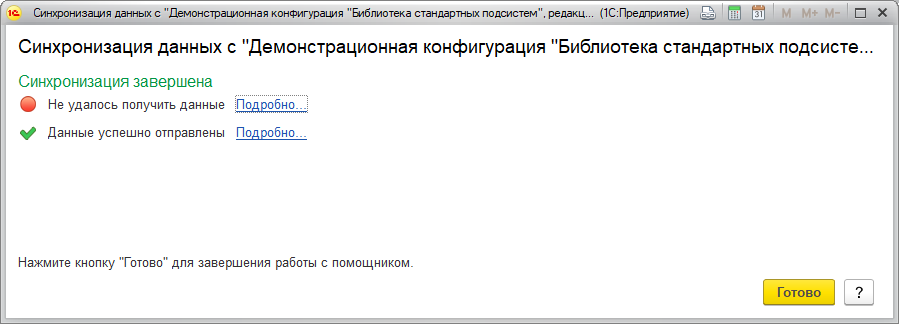 Синхронизация данных с "Демонстрационная конфигурация "Библиотека стандартных подсистем", редакц... (1С:Предприятие) 31 M M+ M-
Синхронизация данных с "Демонстрационная конфигурация "Библиотека стандартных подсисте...
Синхронизация завершена
Не удалось получить данные Подробно...
Данные успешно отправлены Подробно...
Нажмите кнопку "Готово" для завершения работы с помощником.
Готово ?